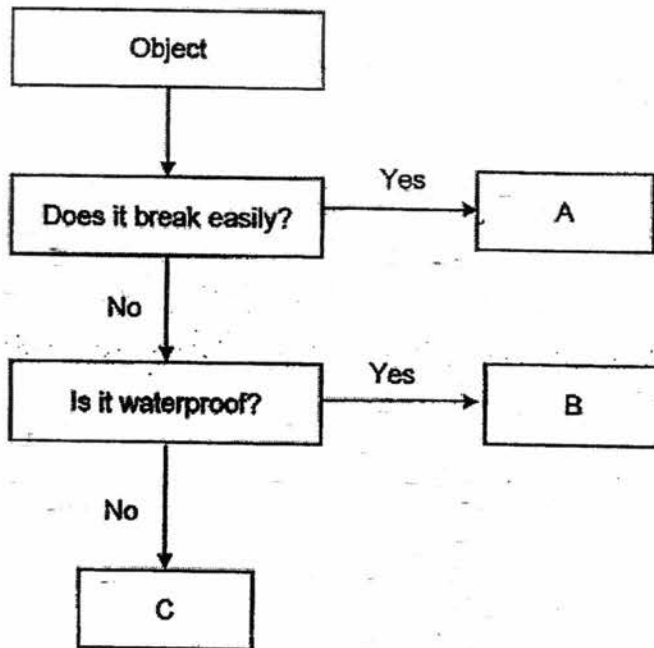 Object
Does it break easily?
Yes
A
No
Is it waterproof?
Yes
B
No
C